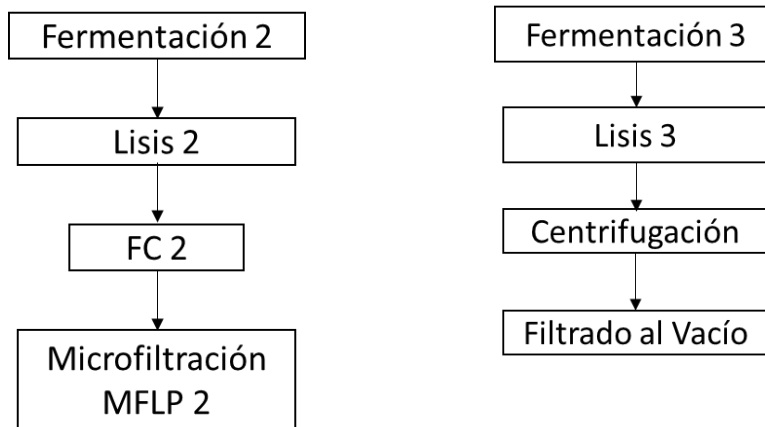 Fermentación 2
Lisis 2
FC 2
Microfiltración
MFLP 2
Fermentación 3
Lisis 3
Centrifugación
Filtrado al Vacío